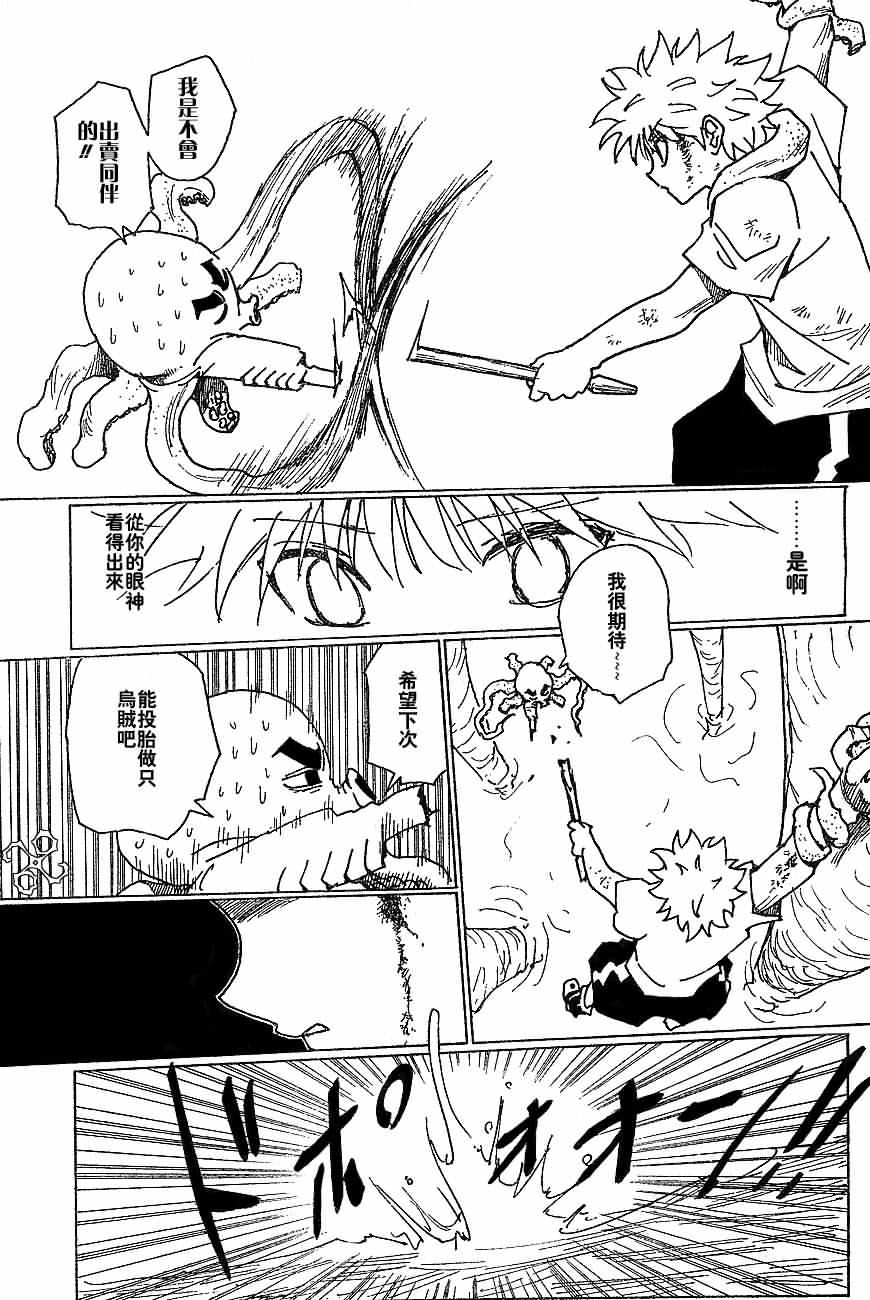 我是不會
出賣同伴
的!!
………是啊
從你的眼神
看得出來
我很期待~~~
希望下次
能投胎做只
烏賊吧
ドポォオー!!